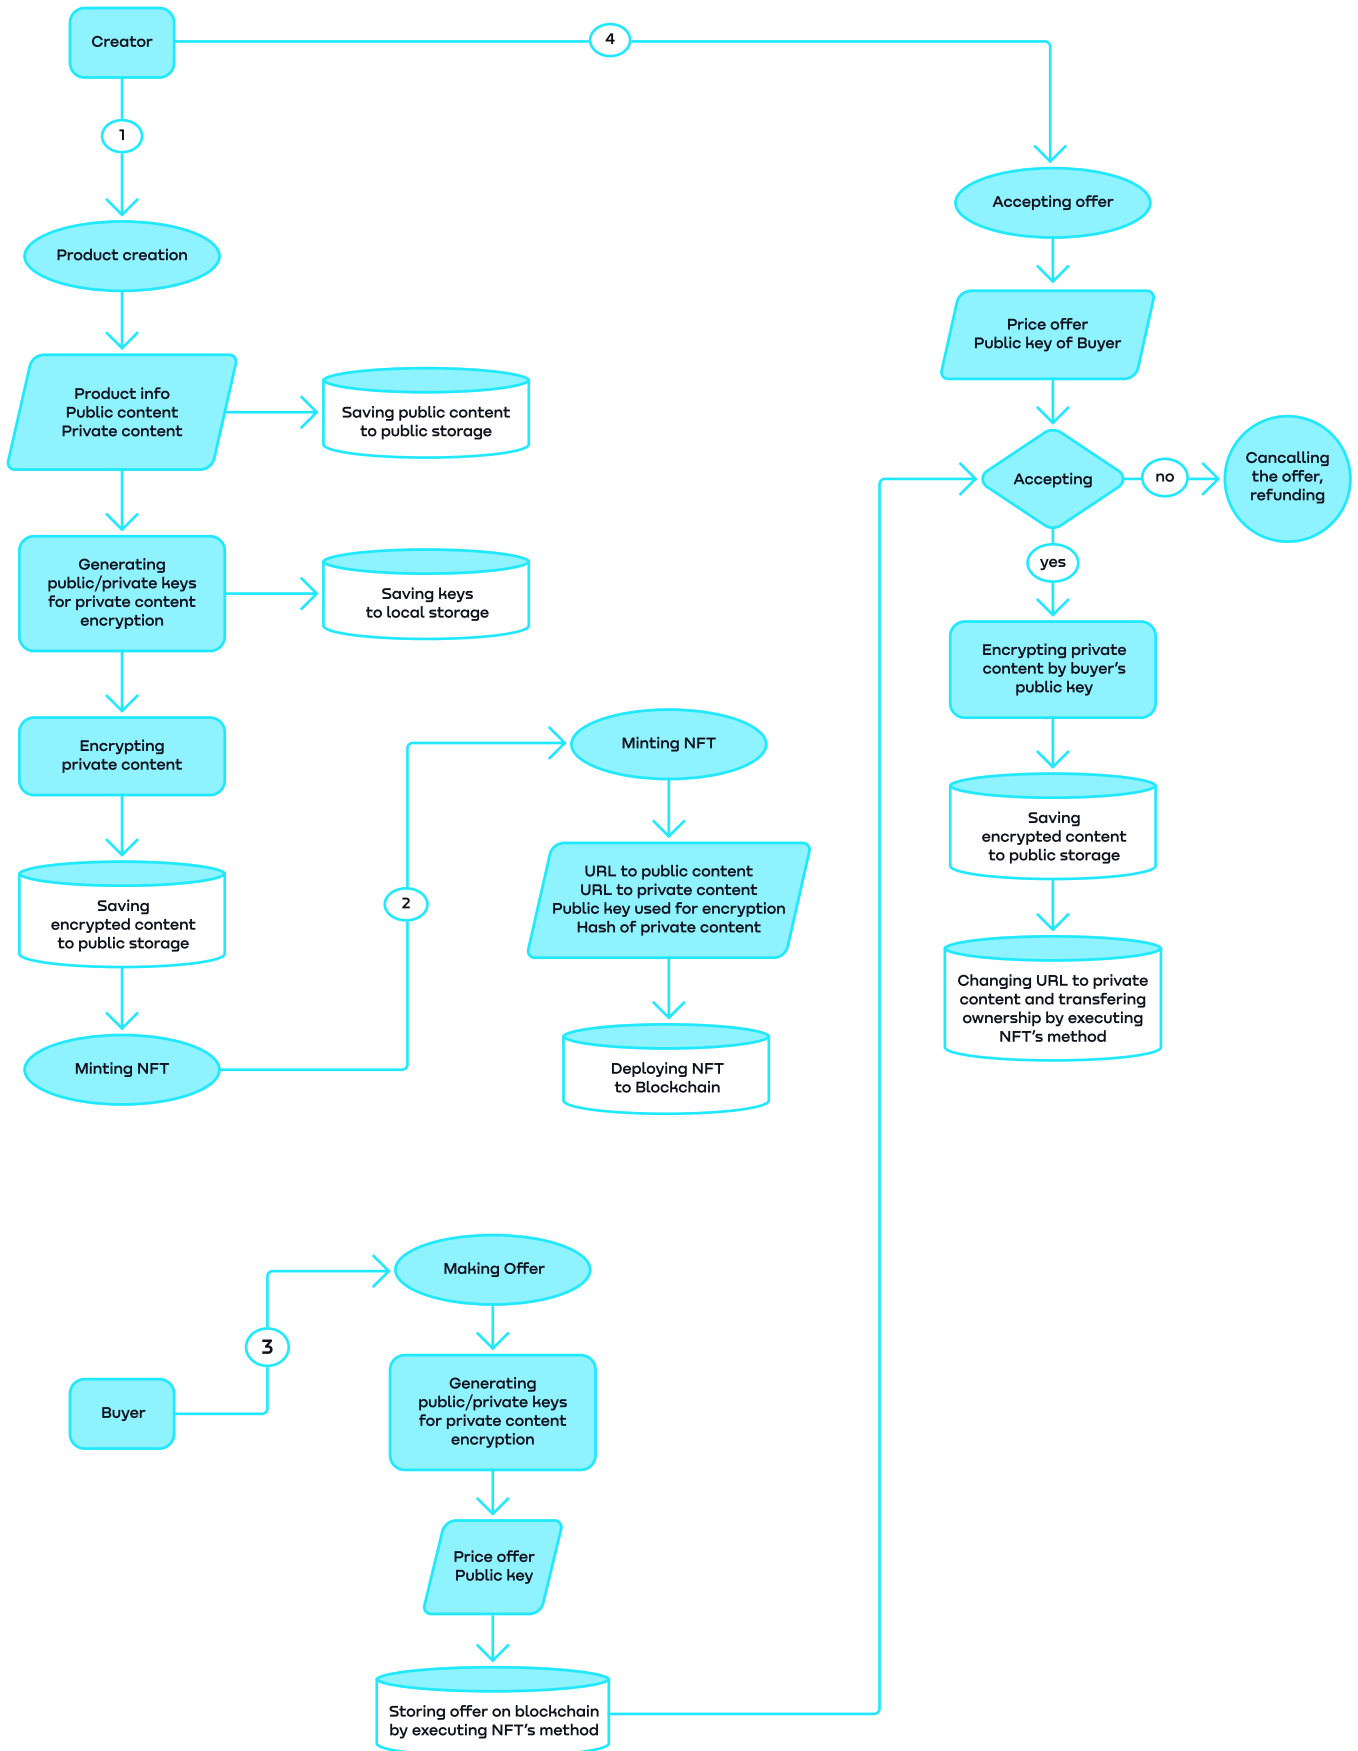 Creator
4
1
Product creation
Product info
Public content
Private content
Saving public content
to public storage
Generating
public/private keys
for private content
encryption
Saving keys
to local storage
Encrypting
private content
Saving
encrypted content
to public storage
Minting NFT
2
Minting NFT
URL to public content
URL to private content
Public key used for encryption
Hash of private content
Deploying NFT
to Blockchain
Buyer
3
Making Offer
Generating
public/private keys
for private content
encryption
Price offer
Public key
Storing offer on blockchain
by executing NFT's method
Accepting offer
Price offer
Public key of Buyer
Accepting
no
Cancalling
the offer,
refunding
yes
Encrypting private
content by buyer's
public key
Saving
encrypted content
to public storage
Changing URL to private
content and transfering
ownership by executing
NFT's method